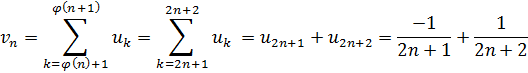 $v_n = \sum_{k=\varphi(n)+1}^{\varphi(n+1)} u_k = \sum_{k=2n+1}^{2n+2} u_k = u_{2n+1} + u_{2n+2} = \frac{-1}{2n+1} + \frac{1}{2n+2}$